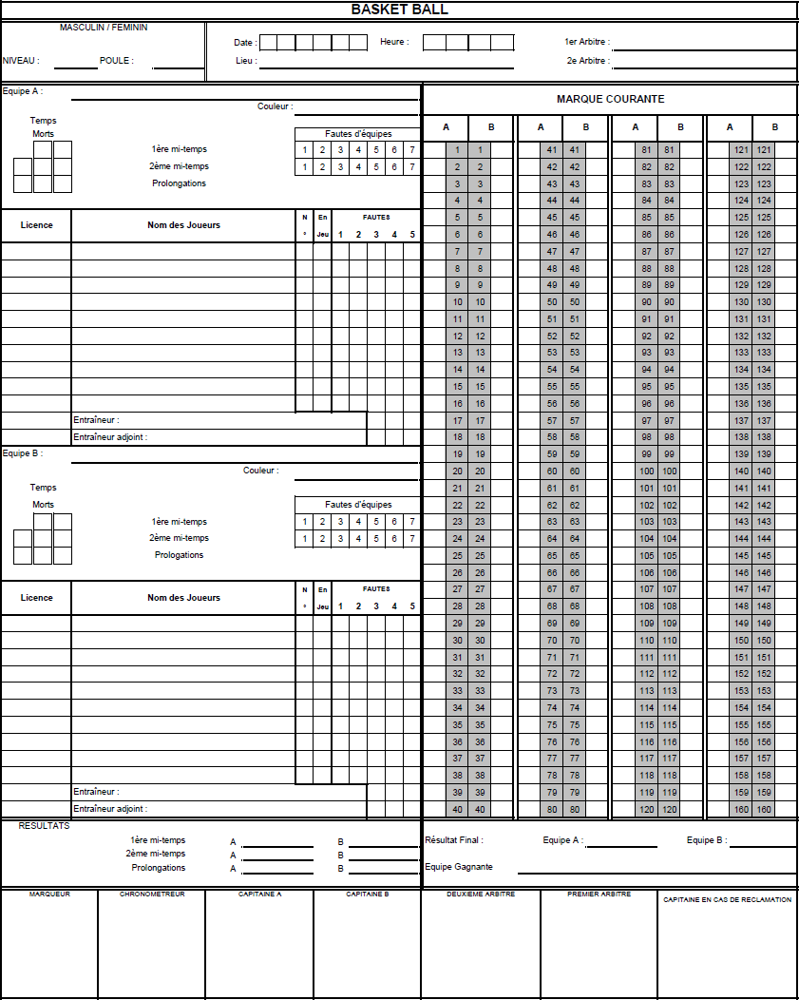 BASKET BALL
MASCULIN / FEMININ
NIVEAU : POULE :
Date : Heure :
Lieu :
1er Arbitre :
2e Arbitre :
Equipe A :
Couleur :
Temps
Morts
Fautes d'équipes
1ère mi-temps 1 2 3 4 5 6 7
2ème mi-temps 1 2 3 4 5 6 7
Prolongations
Licence Nom des Joueurs N° En Jeu FAUTES
1 2 3 4 5
Entraîneur :
Entraîneur adjoint :
Equipe B :
Couleur :
Temps
Morts
Fautes d'équipes
1ère mi-temps 1 2 3 4 5 6 7
2ème mi-temps 1 2 3 4 5 6 7
Prologations
Licence Nom des Joueurs N° En Jeu FAUTES
1 2 3 4 5
Entraîneur :
Entraîneur adjoint :
MARQUE COURANTE
A B A B A B A B
1 1 41 41 81 81 121 121
2 2 42 42 82 82 122 122
3 3 43 43 83 83 123 123
4 4 44 44 84 84 124 124
5 5 45 45 85 85 125 125
6 6 46 46 86 86 126 126
7 7 47 47 87 87 127 127
8 8 48 48 88 88 128 128
9 9 49 49 89 89 129 129
10 10 50 50 90 90 130 130
11 11 51 51 91 91 131 131
12 12 52 52 92 92 132 132
13 13 53 53 93 93 133 133
14 14 54 54 94 94 134 134
15 15 55 55 95 95 135 135
16 16 56 56 96 96 136 136
17 17 57 57 97 97 137 137
18 18 58 58 98 98 138 138
19 19 59 59 99 99 139 139
20 20 60 60 100 100 140 140
21 21 61 61 101 101 141 141
22 22 62 62 102 102 142 142
23 23 63 63 103 103 143 143
24 24 64 64 104 104 144 144
25 25 65 65 105 105 145 145
26 26 66 66 106 106 146 146
27 27 67 67 107 107 147 147
28 28 68 68 108 108 148 148
29 29 69 69 109 109 149 149
30 30 70 70 110 110 150 150
31 31 71 71 111 111 151 151
32 32 72 72 112 112 152 152
33 33 73 73 113 113 153 153
34 34 74 74 114 114 154 154
35 35 75 75 115 115 155 155
36 36 76 76 116 116 156 156
37 37 77 77 117 117 157 157
38 38 78 78 118 118 158 158
39 39 79 79 119 119 159 159
40 40 80 80 120 120 160 160
RESULTATS
1ère mi-temps A B
2ème mi-temps A B
Prolongations A B
Résultat Final : Equipe A : Equipe B :
Equipe Gagnante
MARQUEUR CHRONOMETREUR CAPITAINE A CAPITAINE B DEUXIEME ARBITRE PREMIER ARBITRE CAPITAINE EN CAS DE RECLAMATION